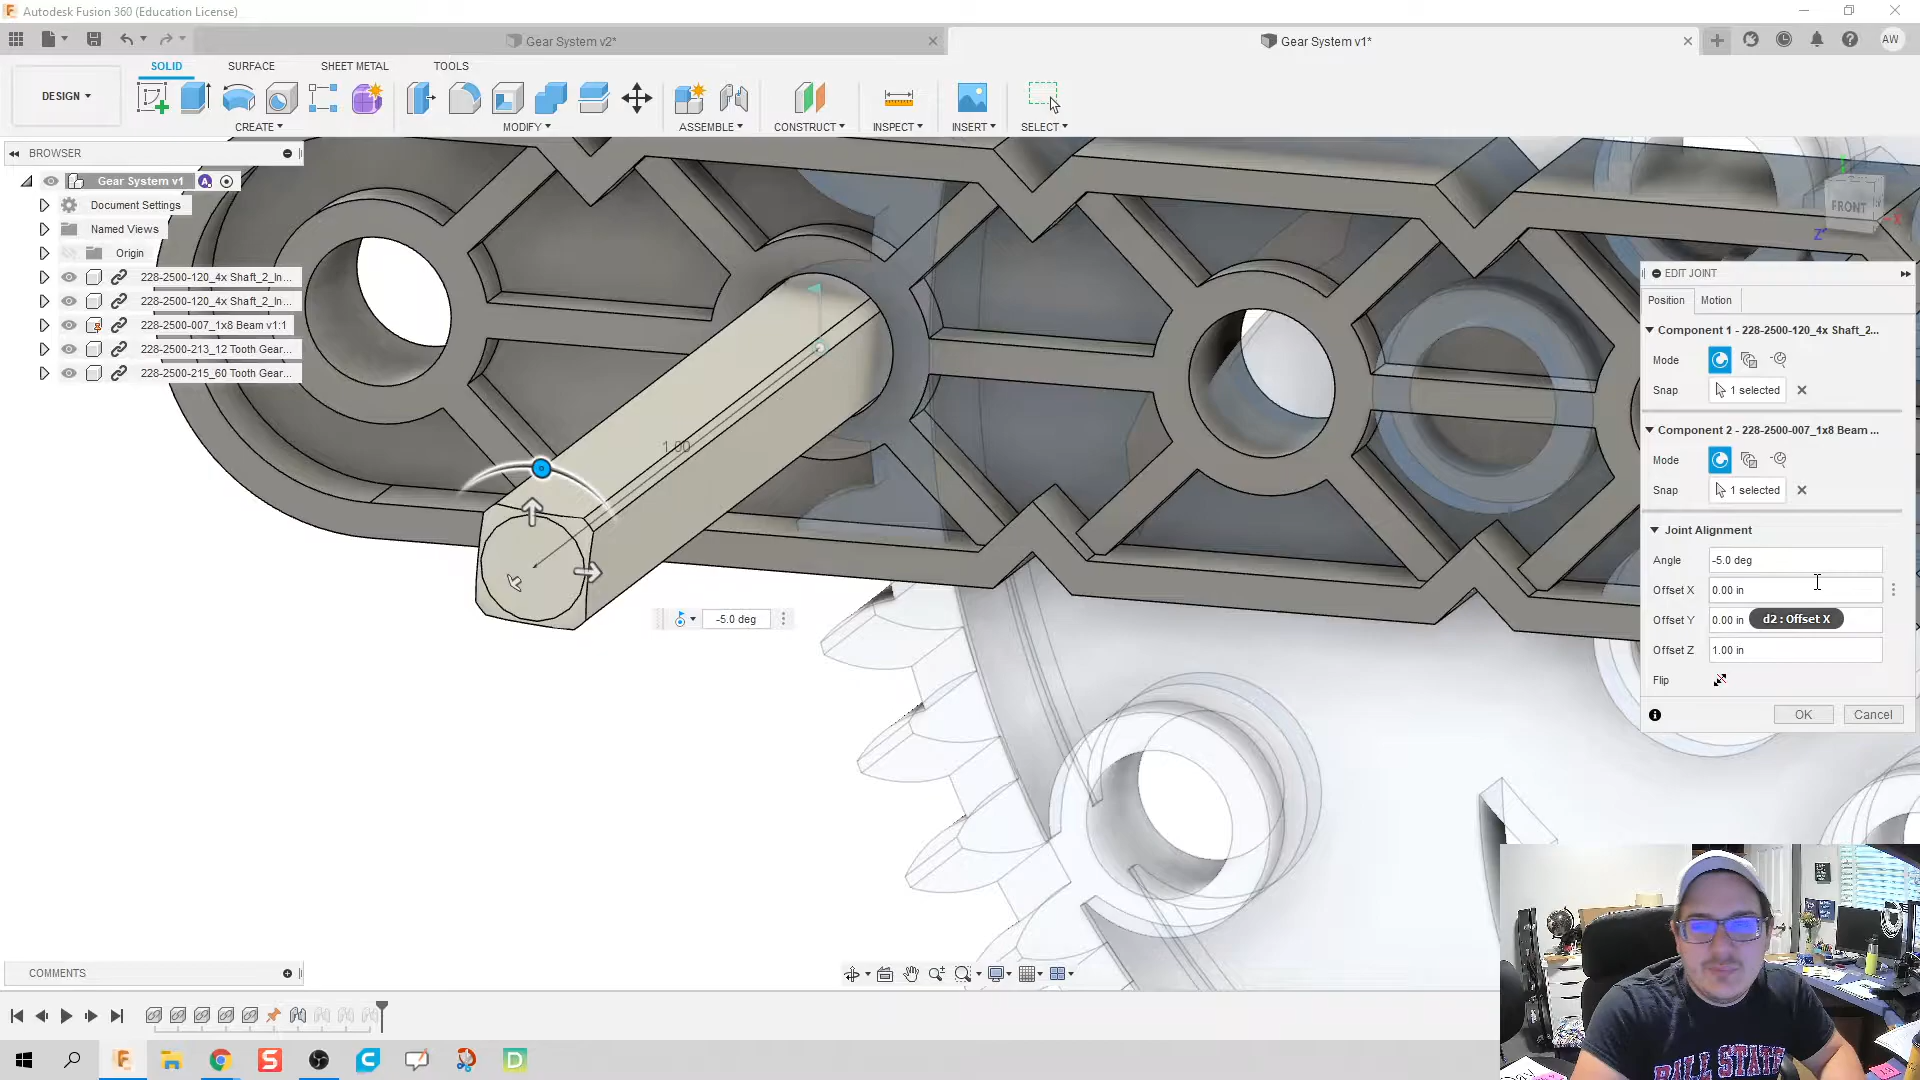 Autodesk Fusion 360 (Education License)
Gear System v2*
Gear System v1*
AW
DESIGN
SOLID
SURFACE
SHEET METAL
TOOLS
CREATE
MODIFY
ASSEMBLE
CONSTRUCT
INSPECT
INSERT
SELECT
BROWSER
Gear System v1
Document Settings
Named Views
Origin
228-2500-120_4x Shaft_2_In...
228-2500-120_4x Shaft_2_In...
228-2500-007_1x8 Beam v1:1
228-2500-213_12 Tooth Gear...
228-2500-215_60 Tooth Gear...
FRONT
Y
X
Z
1.00
-5.0 deg
EDIT JOINT
Position
Motion
Component 1 - 228-2500-120_4x Shaft_2...
Mode
Snap
1 selected
Component 2 - 228-2500-007_1x8 Beam ...
Mode
Snap
1 selected
Joint Alignment
Angle
-5.0 deg
Offset X
0.00 in
Offset Y
0.00 in
d2 : Offset X
Offset Z
1.00 in
Flip
OK
Cancel
COMMENTS
BALL STATE